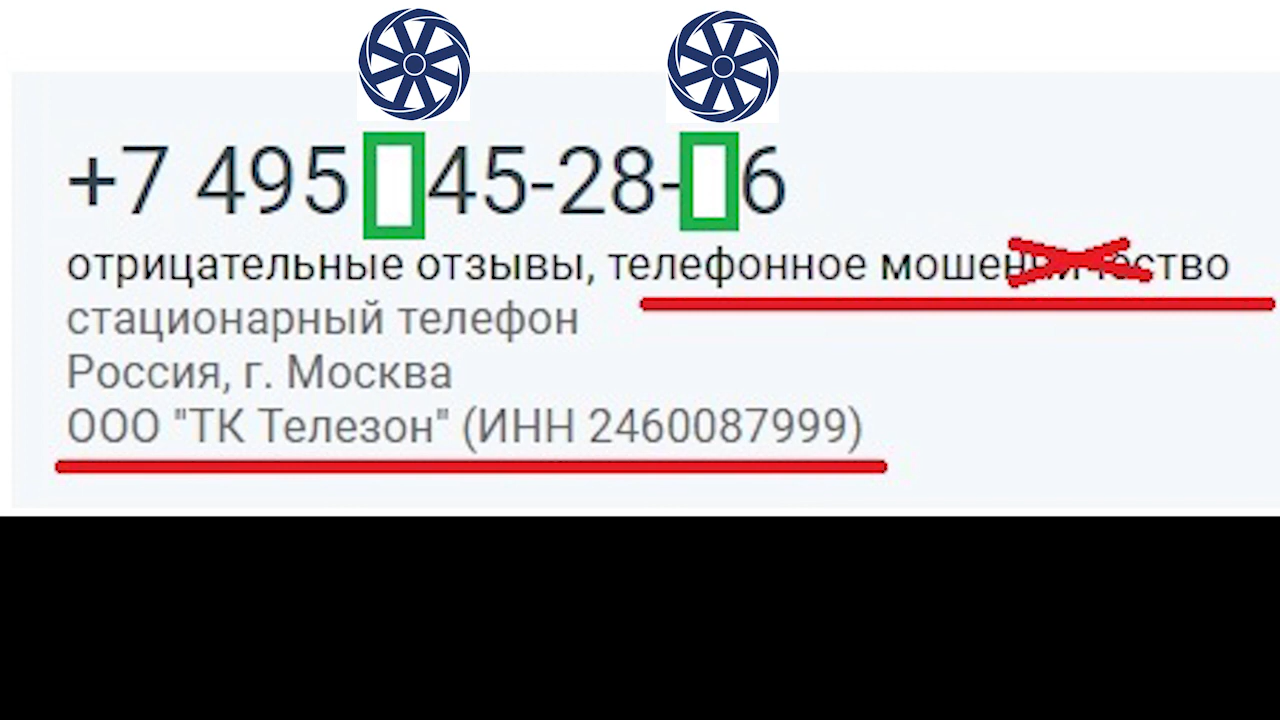 +7 495 45-28- 6
отрицательные отзывы, телефонное
стационарный телефон
Россия, г. Москва
ООО "ТК Телезон" (ИНН 2460087999)